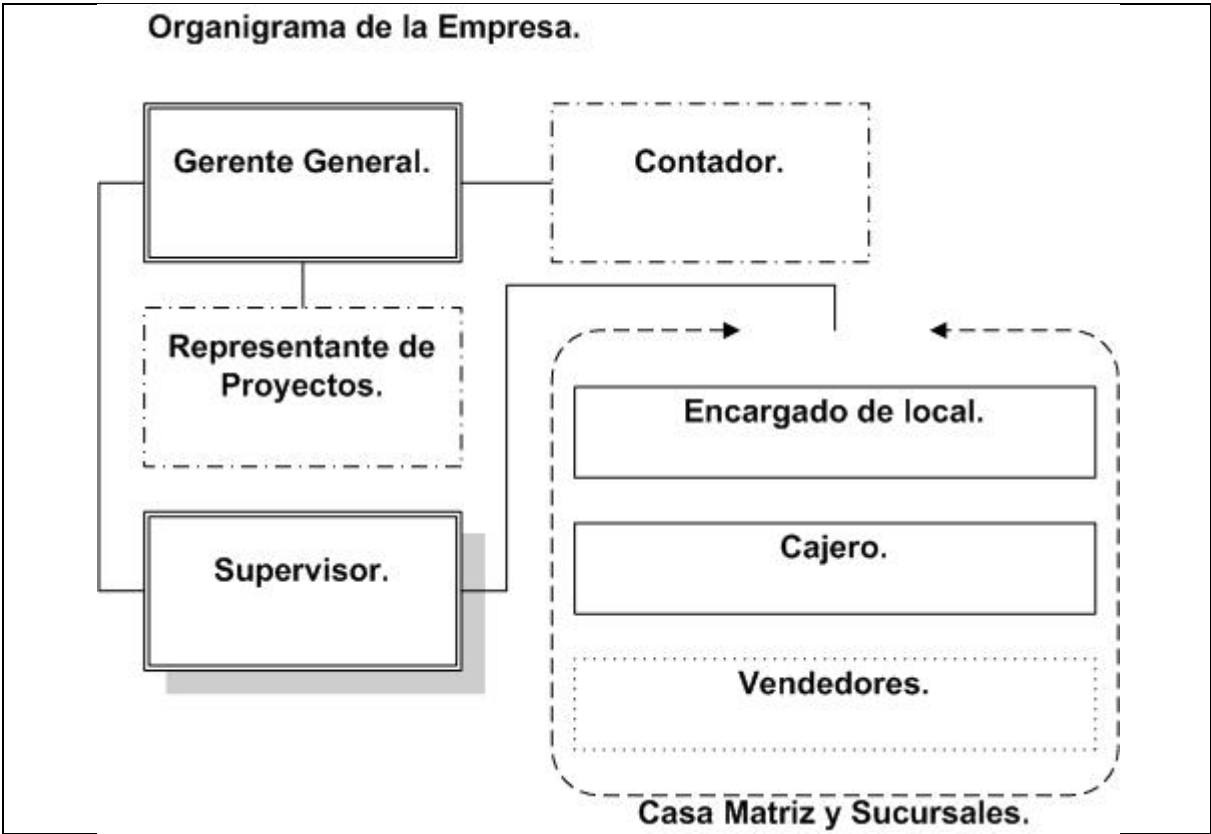 Organigrama de la Empresa.
Gerente General.
Contador.
Representante de
Proyectos.
Encargado de local.
Cajero.
Supervisor.
Vendedores.
Casa Matriz y Sucursales.